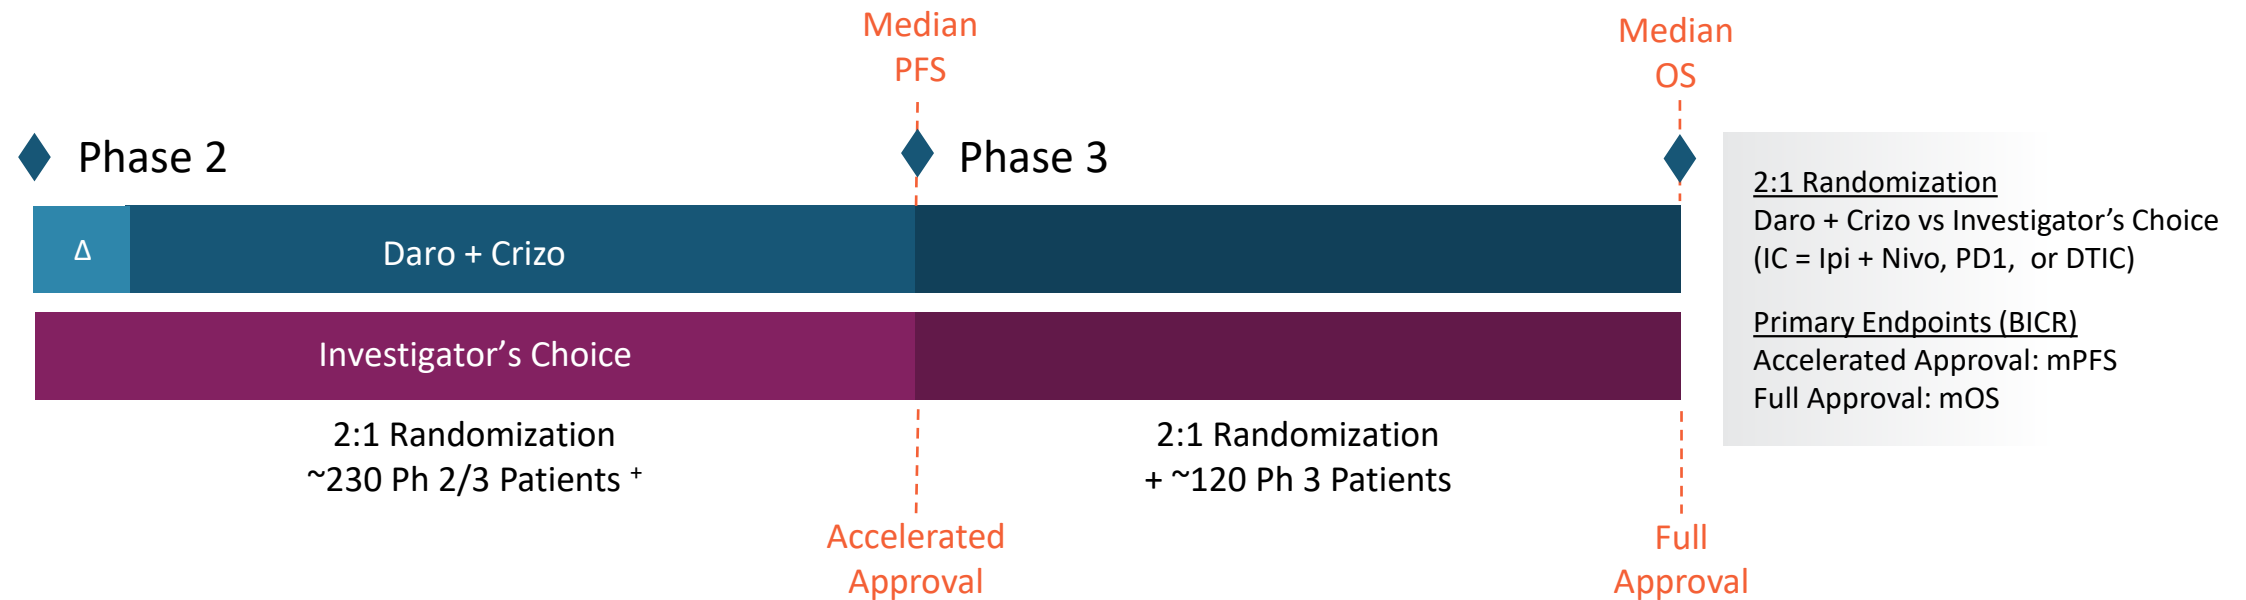 Median
PFS
Median
OS
Phase 2
Phase 3
Δ
Daro + Crizo
Investigator’s Choice
2:1 Randomization
~230 Ph 2/3 Patients ⁺
2:1 Randomization
+ ~120 Ph 3 Patients
Accelerated
Approval
Full
Approval
2:1 Randomization
Daro + Crizo vs Investigator’s Choice
(IC = Ipi + Nivo, PD1, or DTIC)
Primary Endpoints (BICR)
Accelerated Approval: mPFS
Full Approval: mOS